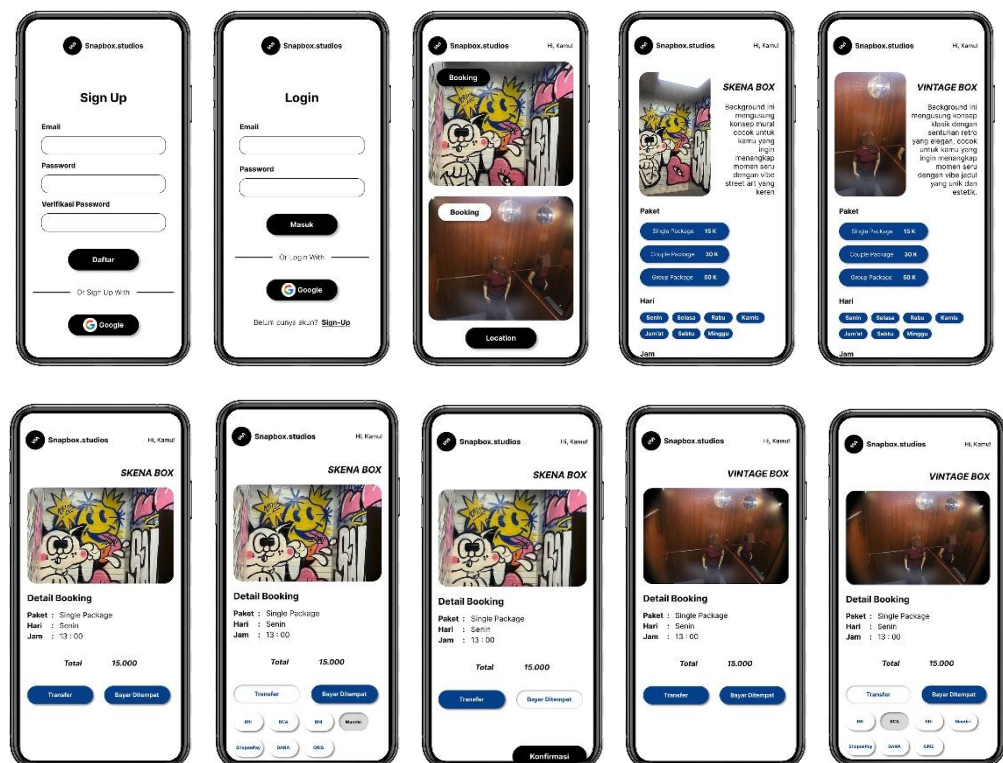 Snapbox.studios
Sign Up
Email
Password
Verifikasi Password
Daftar
Or Sign Up With
Google
Snapbox.studios
Login
Email
Password
Masuk
Or Login With
Google
Belum punya akun? Sign-Up
Snapbox.studios Hi, Kamu!
Booking
Booking
Location
Snapbox.studios Hi, Kamu!
SKENA BOX
Background ini
mengusung
konsep mural
cocok untuk
kamu yang
ingin
menangkap
momen seru
dengan vibe
street art yang
keren
Paket
Single Package 15 K
Couple Package 30 K
Group Package 50 K
Hari
Senin Selasa Rabu Kamis
Jum'at Sabtu Minggu
Jam
Snapbox.studios Hi, Kamu!
VINTAGE BOX
Background ini
mengusung konsep
klasik dengan
sentuhan retro
yang elegan, cocok
untuk kamu yang
ingin menangkap
momen seru
dengan vibe jadul
yang unik dan
estetik.
Paket
Single Package 15 K
Couple Package 30 K
Group Package 50 K
Hari
Senin Selasa Rabu Kamis
Jum'at Sabtu Minggu
Jam
Snapbox.studios Hi, Kamu!
SKENA BOX
Detail Booking
Paket : Single Package
Hari : Senin
Jam : 13 : 00
Total 15.000
Transfer Bayar Ditempat
Snapbox.studios Hi, Kamu!
SKENA BOX
Detail Booking
Paket : Single Package
Hari : Senin
Jam : 13 : 00
Total 15.000
Transfer Bayar Ditempat
BRI BCA BNI Mandiri
ShopeePay DANA QRIS
Snapbox.studios Hi, Kamu!
SKENA BOX
Detail Booking
Paket : Single Package
Hari : Senin
Jam : 13 : 00
Total 15.000
Transfer Bayar Ditempat
Konfirmasi
Snapbox.studios Hi, Kamu!
VINTAGE BOX
Detail Booking
Paket : Single Package
Hari : Senin
Jam : 13 : 00
Total 15.000
Transfer Bayar Ditempat
Snapbox.studios Hi, Kamu!
VINTAGE BOX
Detail Booking
Paket : Single Package
Hari : Senin
Jam : 13 : 00
Total 15.000
Transfer Bayar Ditempat
BRI BCA BNI Mandiri
ShopeePay DANA QRIS